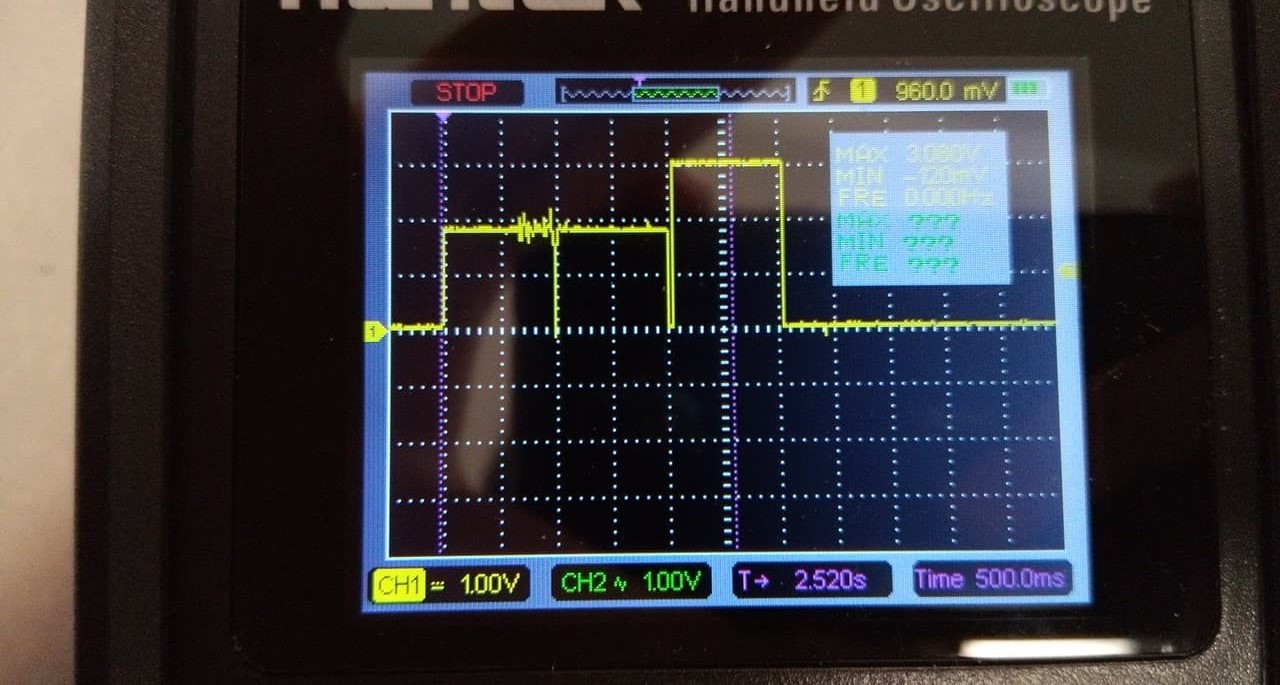 Handheld Oscilloscope
STOP
1 960.0 mV
MAX 3.080V
MIN -120mV
FRE 0.000Hz
MAX ???
MIN ???
FRE ???
1
CH1 1.00V
CH2 1.00V
T→ 2.520s
Time 500.0ms